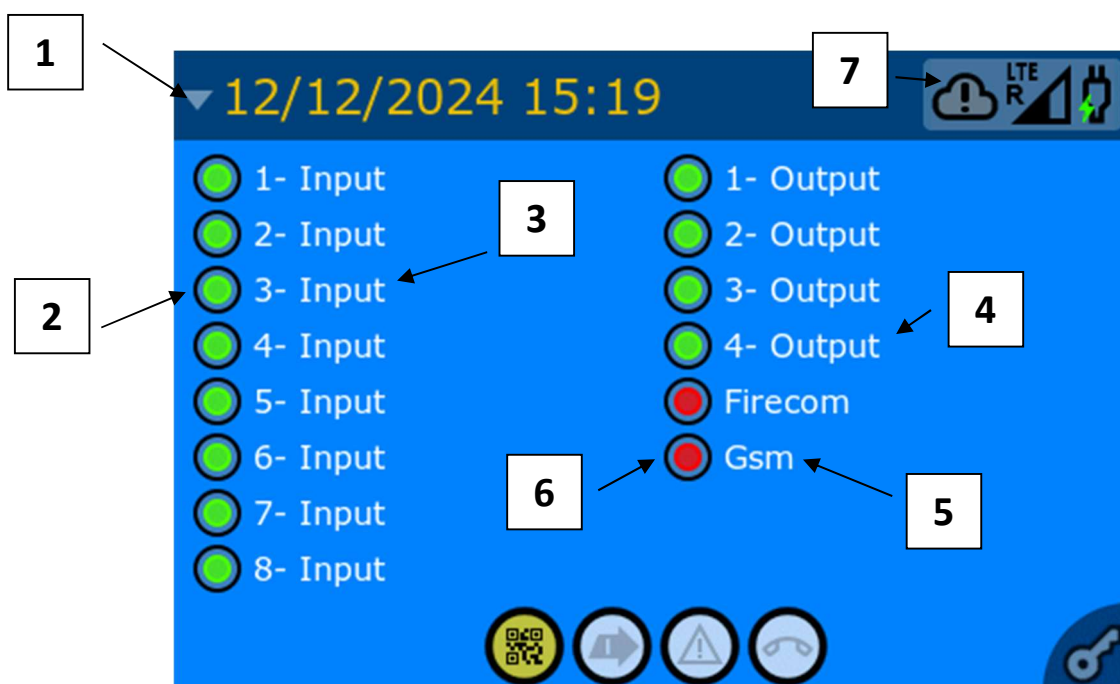 1
12/12/2024 15:19
7
LTE
R
1- Input
2- Input
3- Input
4- Input
5- Input
6- Input
7- Input
8- Input
1- Output
2- Output
3- Output
4- Output
Firecom
Gsm
2
3
4
6
5